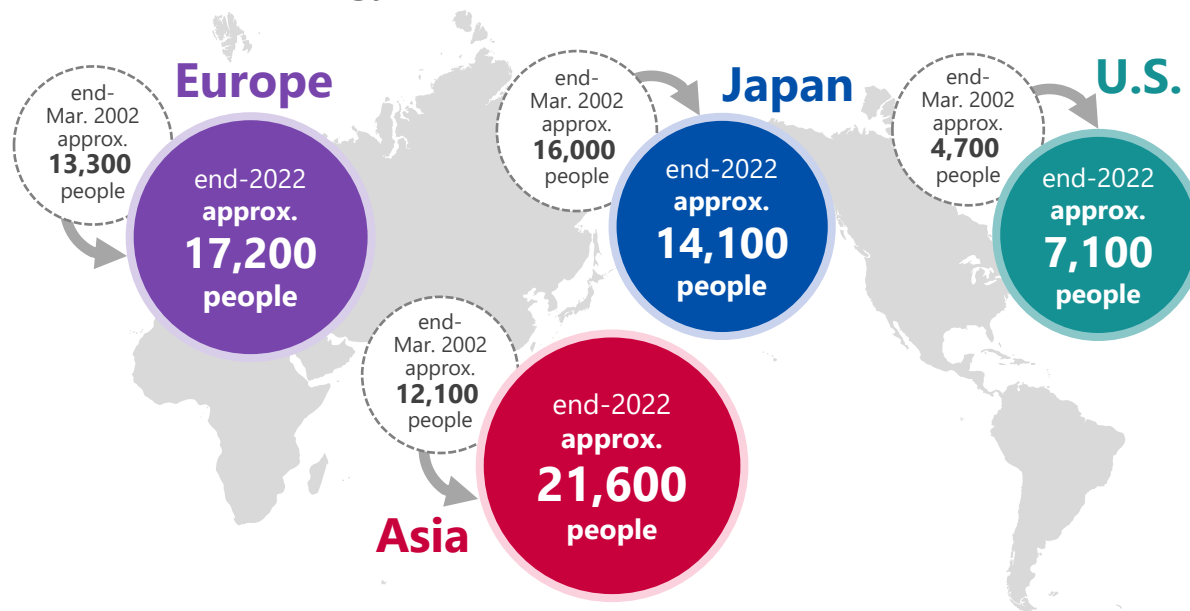 Europe
end-
Mar. 2002
approx.
13,300
people
end-2022
approx.
17,200
people
Japan
end-
Mar. 2002
approx.
16,000
people
end-2022
approx.
14,100
people
U.S.
end-
Mar. 2002
approx.
4,700
people
end-2022
approx.
7,100
people
Asia
end-
Mar. 2002
approx.
12,100
people
end-2022
approx.
21,600
people